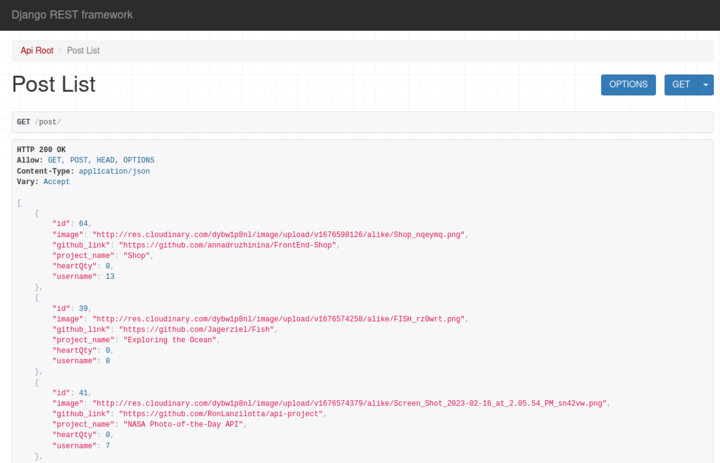 Django REST framework
Api Root / Post List
Post List
OPTIONS GET
GET /post/
HTTP 200 OK
Allow: GET, POST, HEAD, OPTIONS
Content-Type: application/json
Vary: Accept
[
    {
        "id": 64,
        "image": "http://res.cloudinary.com/dybw1p8nl/image/upload/v1676598126/alike/Shop_nqeymq.png",
        "github_link": "https://github.com/annadruzhinina/FrontEnd-Shop",
        "project_name": "Shop",
        "heartQty": 0,
        "username": 13
    },
    {
        "id": 39,
        "image": "http://res.cloudinary.com/dybw1p8nl/image/upload/v1676574258/alike/FISH_rz0wrt.png",
        "github_link": "https://github.com/Jagerziel/Fish",
        "project_name": "Exploring the Ocean",
        "heartQty": 0,
        "username": 8
    },
    {
        "id": 41,
        "image": "http://res.cloudinary.com/dybw1p8nl/image/upload/v1676574379/alike/Screen_Shot_2023-02-16_at_2.05.54_PM_sn42vw.png",
        "github_link": "https://github.com/RonLanzilotta/api-project",
        "project_name": "NASA Photo-of-the-Day API",
        "heartQty": 0,
        "username": 7
    },